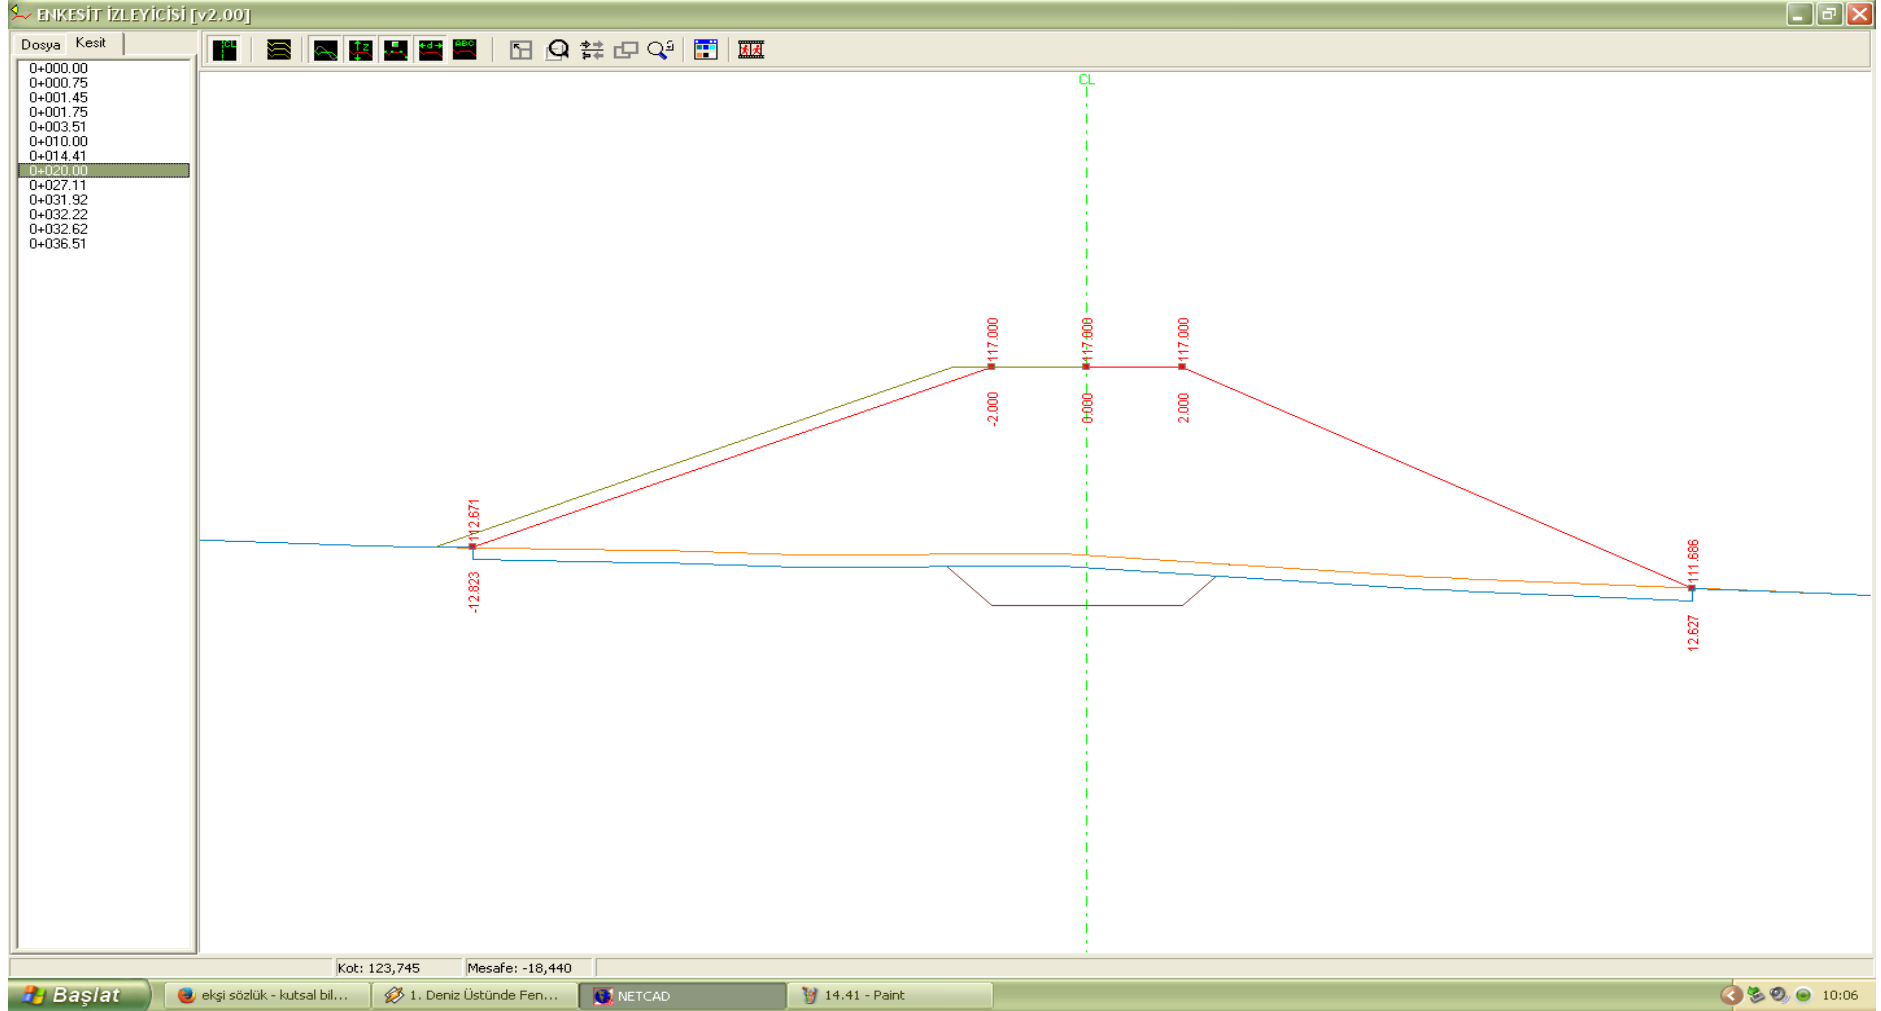 ENKESİT İZLEYİCİSİ [v2.00]
Dosya Kesit
CL Z d ABC
0+000.00
0+000.75
0+001.45
0+001.75
0+003.51
0+010.00
0+014.41
0+020.00
0+027.11
0+031.92
0+032.22
0+032.62
0+036.51
CL
117.000
117.000
117.000
-2.000
0.000
2.000
112.671
-12.823
111.686
12.627
Kot: 123,745 Mesafe: -18,440
Başlat
ekşi sözlük - kutsal bil...
1. Deniz Üstünde Fen...
NETCAD
14.41 - Paint
10:06